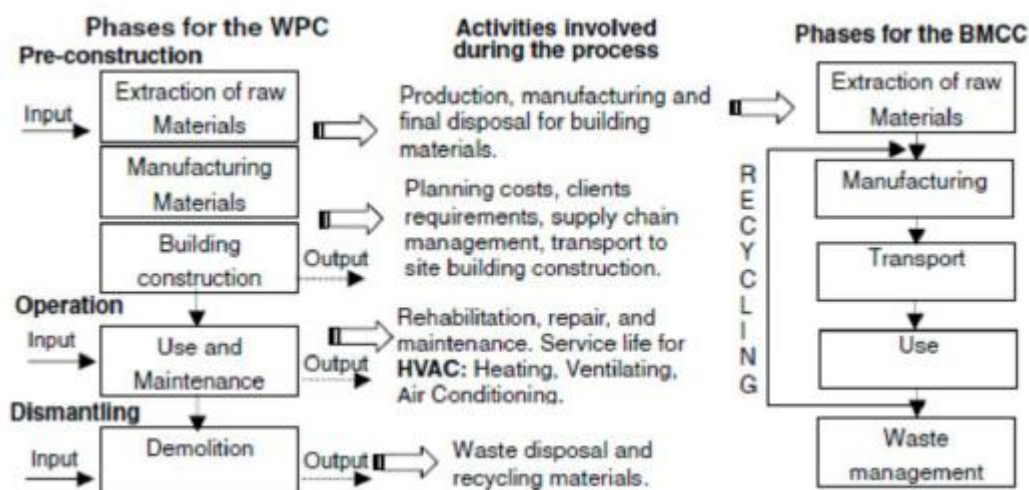 Phases for the WPC
Pre-construction
Input
Extraction of raw
Materials
Manufacturing
Materials
Building
construction
Output
Operation
Input
Use and
Maintenance
Output
Dismantling
Input
Demolition
Output
Activities involved
during the process
Production, manufacturing and
final disposal for building
materials.
Planning costs, clients
requirements, supply chain
management, transport to
site building construction.
Rehabilitation, repair, and
maintenance. Service life for
HVAC: Heating, Ventilating,
Air Conditioning.
Waste disposal and
recycling materials.
Phases for the BMCC
Extraction of raw
Materials
Manufacturing
Transport
Use
Waste
management
RECYCLING